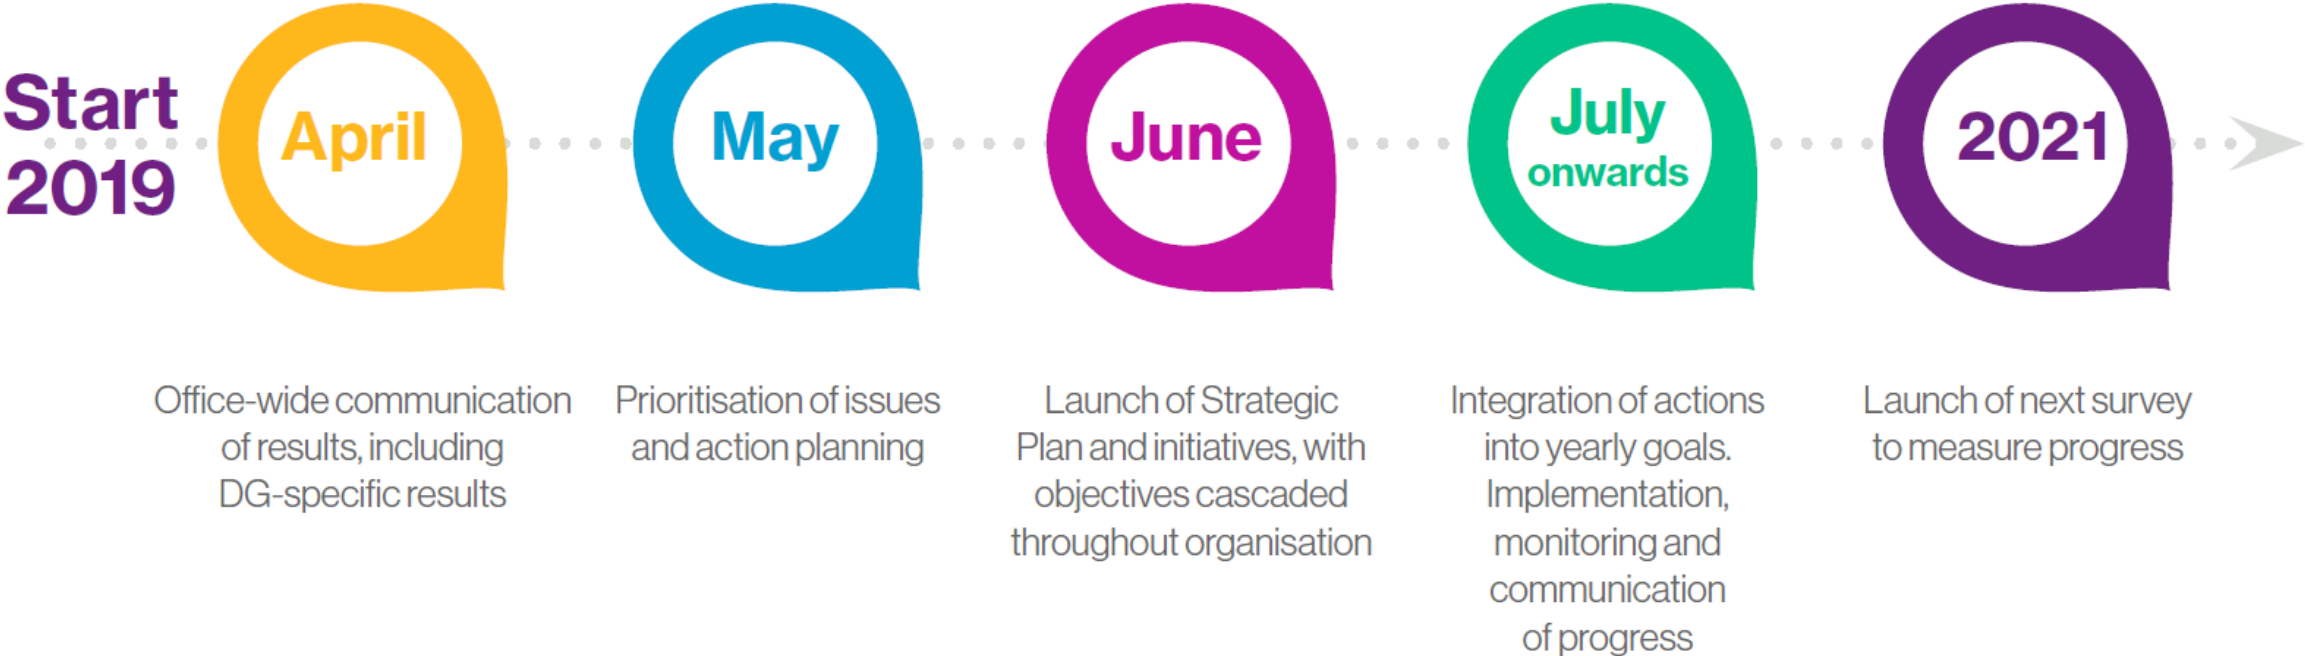 Start
2019
April
May
June
July
onwards
2021
Office-wide communication
of results, including
DG-specific results
Prioritisation of issues
and action planning
Launch of Strategic
Plan and initiatives, with
objectives cascaded
throughout organisation
Integration of actions
into yearly goals.
Implementation,
monitoring and
communication
of progress
Launch of next survey
to measure progress